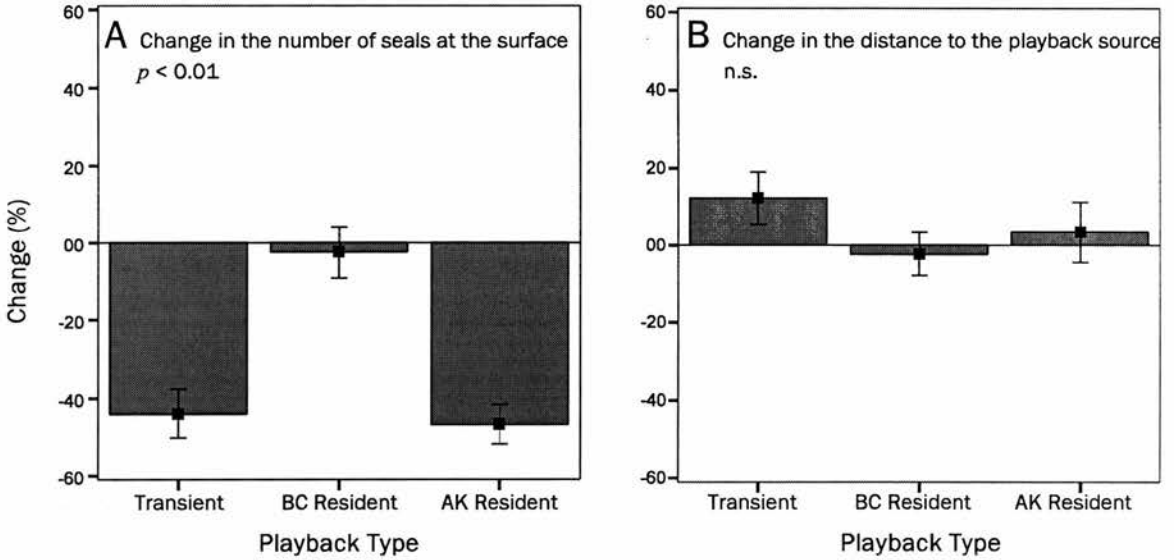 A Change in the number of seals at the surface
p < 0.01
60
40
20
00
-20
-40
-60
Change (%)
Transient
BC Resident
AK Resident
Playback Type
B Change in the distance to the playback source
n.s.
60
40
20
00
-20
-40
-60
Transient
BC Resident
AK Resident
Playback Type